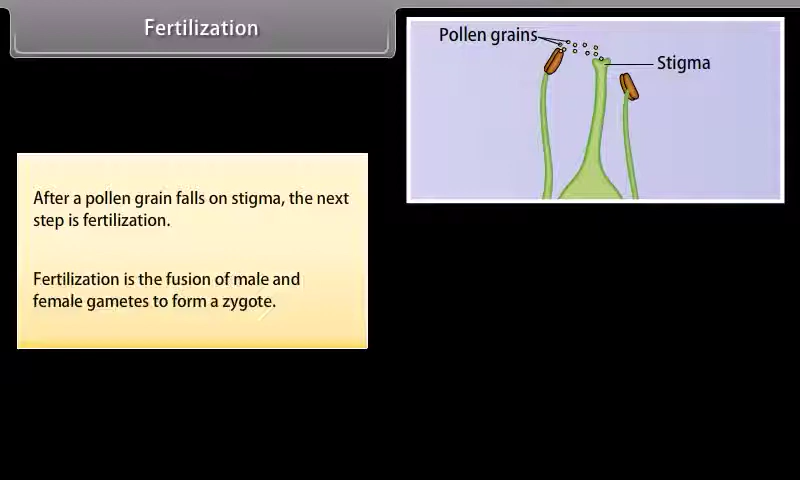 Fertilization
Pollen grains
Stigma
After a pollen grain falls on stigma, the next
step is fertilization.
Fertilization is the fusion of male and
female gametes to form a zygote.